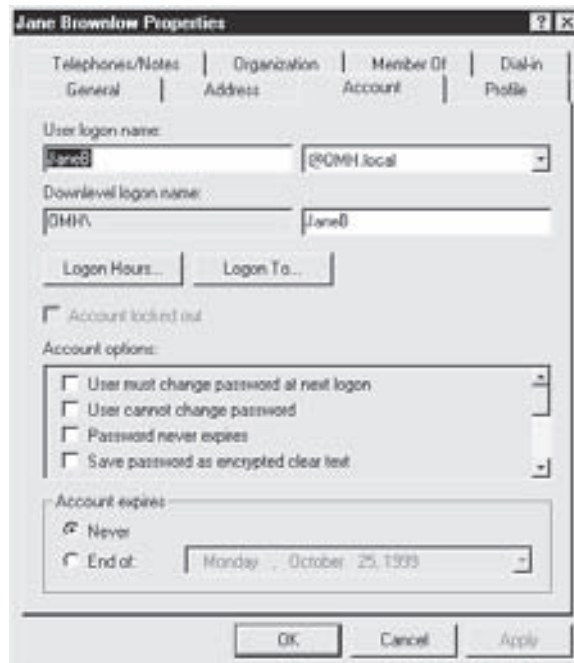 Jane Brownlow Properties ? X
Telephones/Notes Organization Member Of Dial-in
General Address Account Profile
User logon name:
JaneB @OMH.local
Downlevel logon name:
OMH\ JaneB
Logon Hours... Logon To...
Account locked out
Account options:
User must change password at next logon
User cannot change password
Password never expires
Save password as encrypted clear text
Account expires
Never
End of: Monday , October 25, 1999
OK Cancel Apply